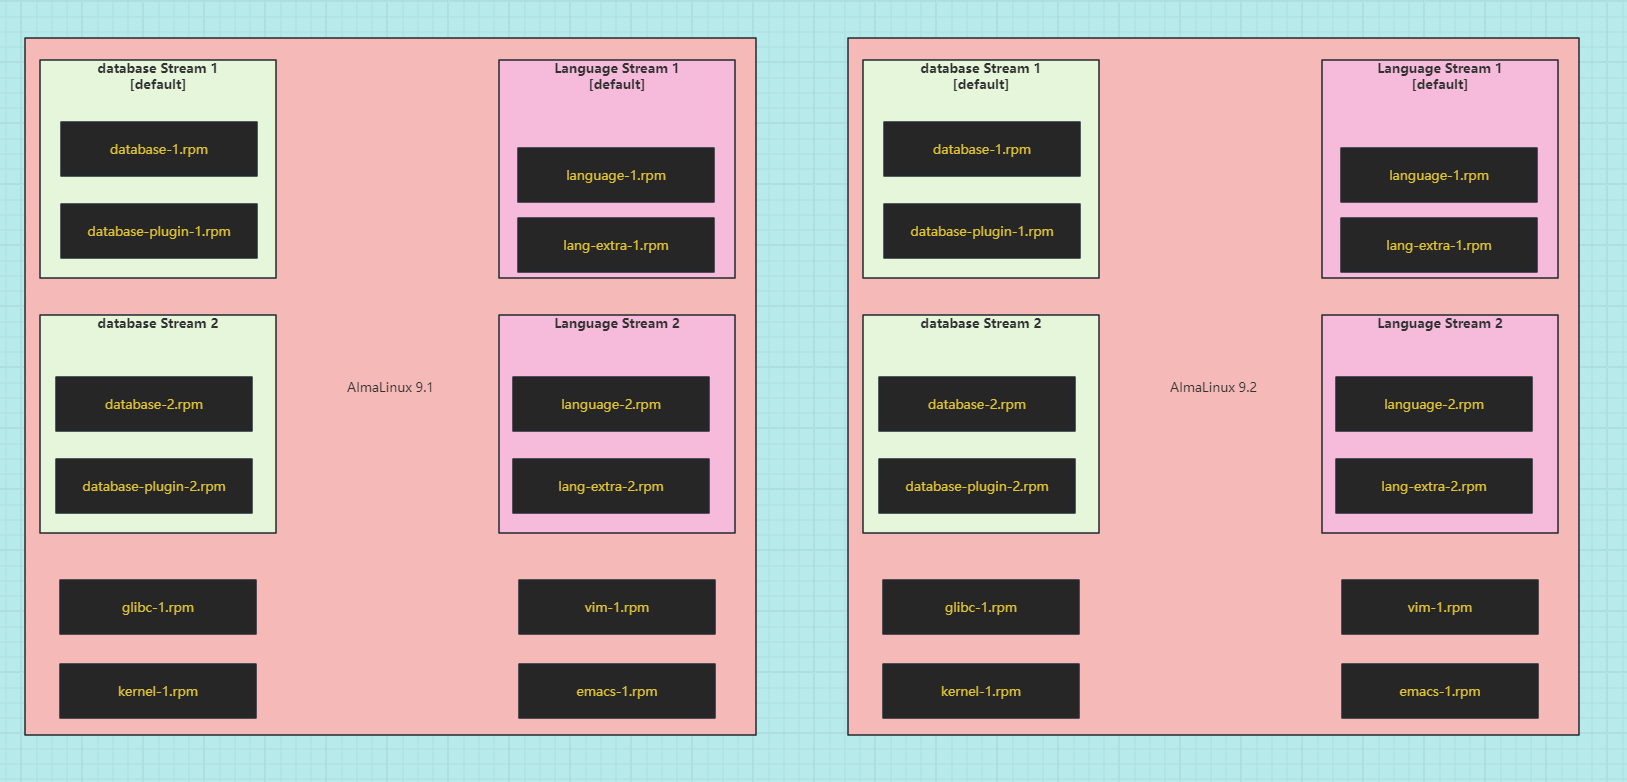 database Stream 1
[default]
database-1.rpm
database-plugin-1.rpm
Language Stream 1
[default]
language-1.rpm
lang-extra-1.rpm
database Stream 2
database-2.rpm
database-plugin-2.rpm
AlmaLinux 9.1
Language Stream 2
language-2.rpm
lang-extra-2.rpm
glibc-1.rpm
vim-1.rpm
kernel-1.rpm
emacs-1.rpm
database Stream 1
[default]
database-1.rpm
database-plugin-1.rpm
Language Stream 1
[default]
language-1.rpm
lang-extra-1.rpm
database Stream 2
database-2.rpm
database-plugin-2.rpm
AlmaLinux 9.2
Language Stream 2
language-2.rpm
lang-extra-2.rpm
glibc-1.rpm
vim-1.rpm
kernel-1.rpm
emacs-1.rpm